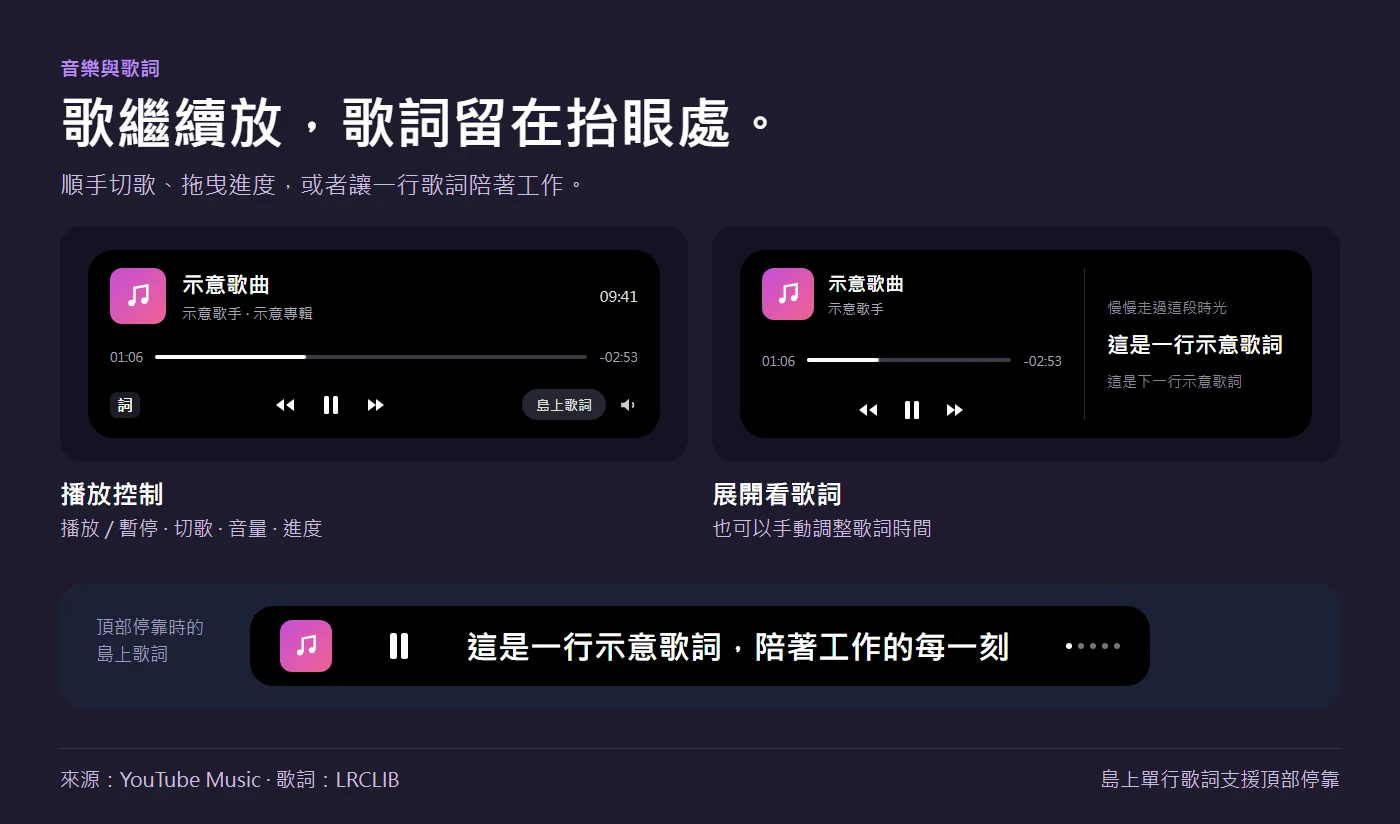 音樂與歌詞
歌繼續放，歌詞留在抬眼處。
順手切歌、拖曳進度，或者讓一行歌詞陪著工作。
示意歌曲
示意歌手 · 示意專輯
09:41
01:06
-02:53
詞
島上歌詞
示意歌曲
示意歌手
01:06
-02:53
慢慢走過這段時光
這是一行示意歌詞
這是下一行示意歌詞
播放控制
播放 / 暫停 · 切歌 · 音量 · 進度
展開看歌詞
也可以手動調整歌詞時間
頂部停靠時的
島上歌詞
這是一行示意歌詞，陪著工作的每一刻
來源：YouTube Music · 歌詞：LRCLIB
島上單行歌詞支援頂部停靠